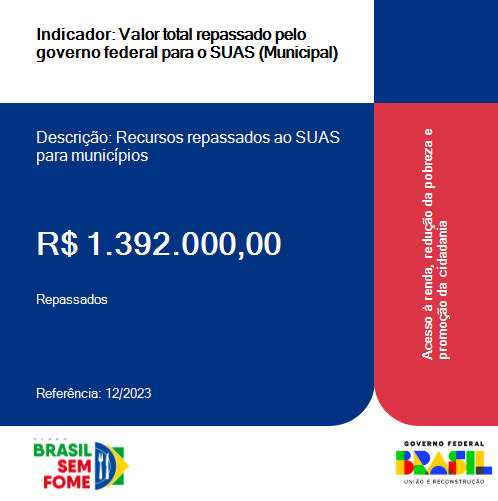 Indicador: Valor total repassado pelo
governo federal para o SUAS (Municipal)
Descrição: Recursos repassados ao SUAS
para municípios
R$ 1.392.000,00
Repassados
Referência: 12/2023
Acesso à renda, redução da pobreza e
promoção da cidadania
PLANO
BRASIL
SEM
FOME
GOVERNO FEDERAL
BRASIL
UNIÃO E RECONSTRUÇÃO